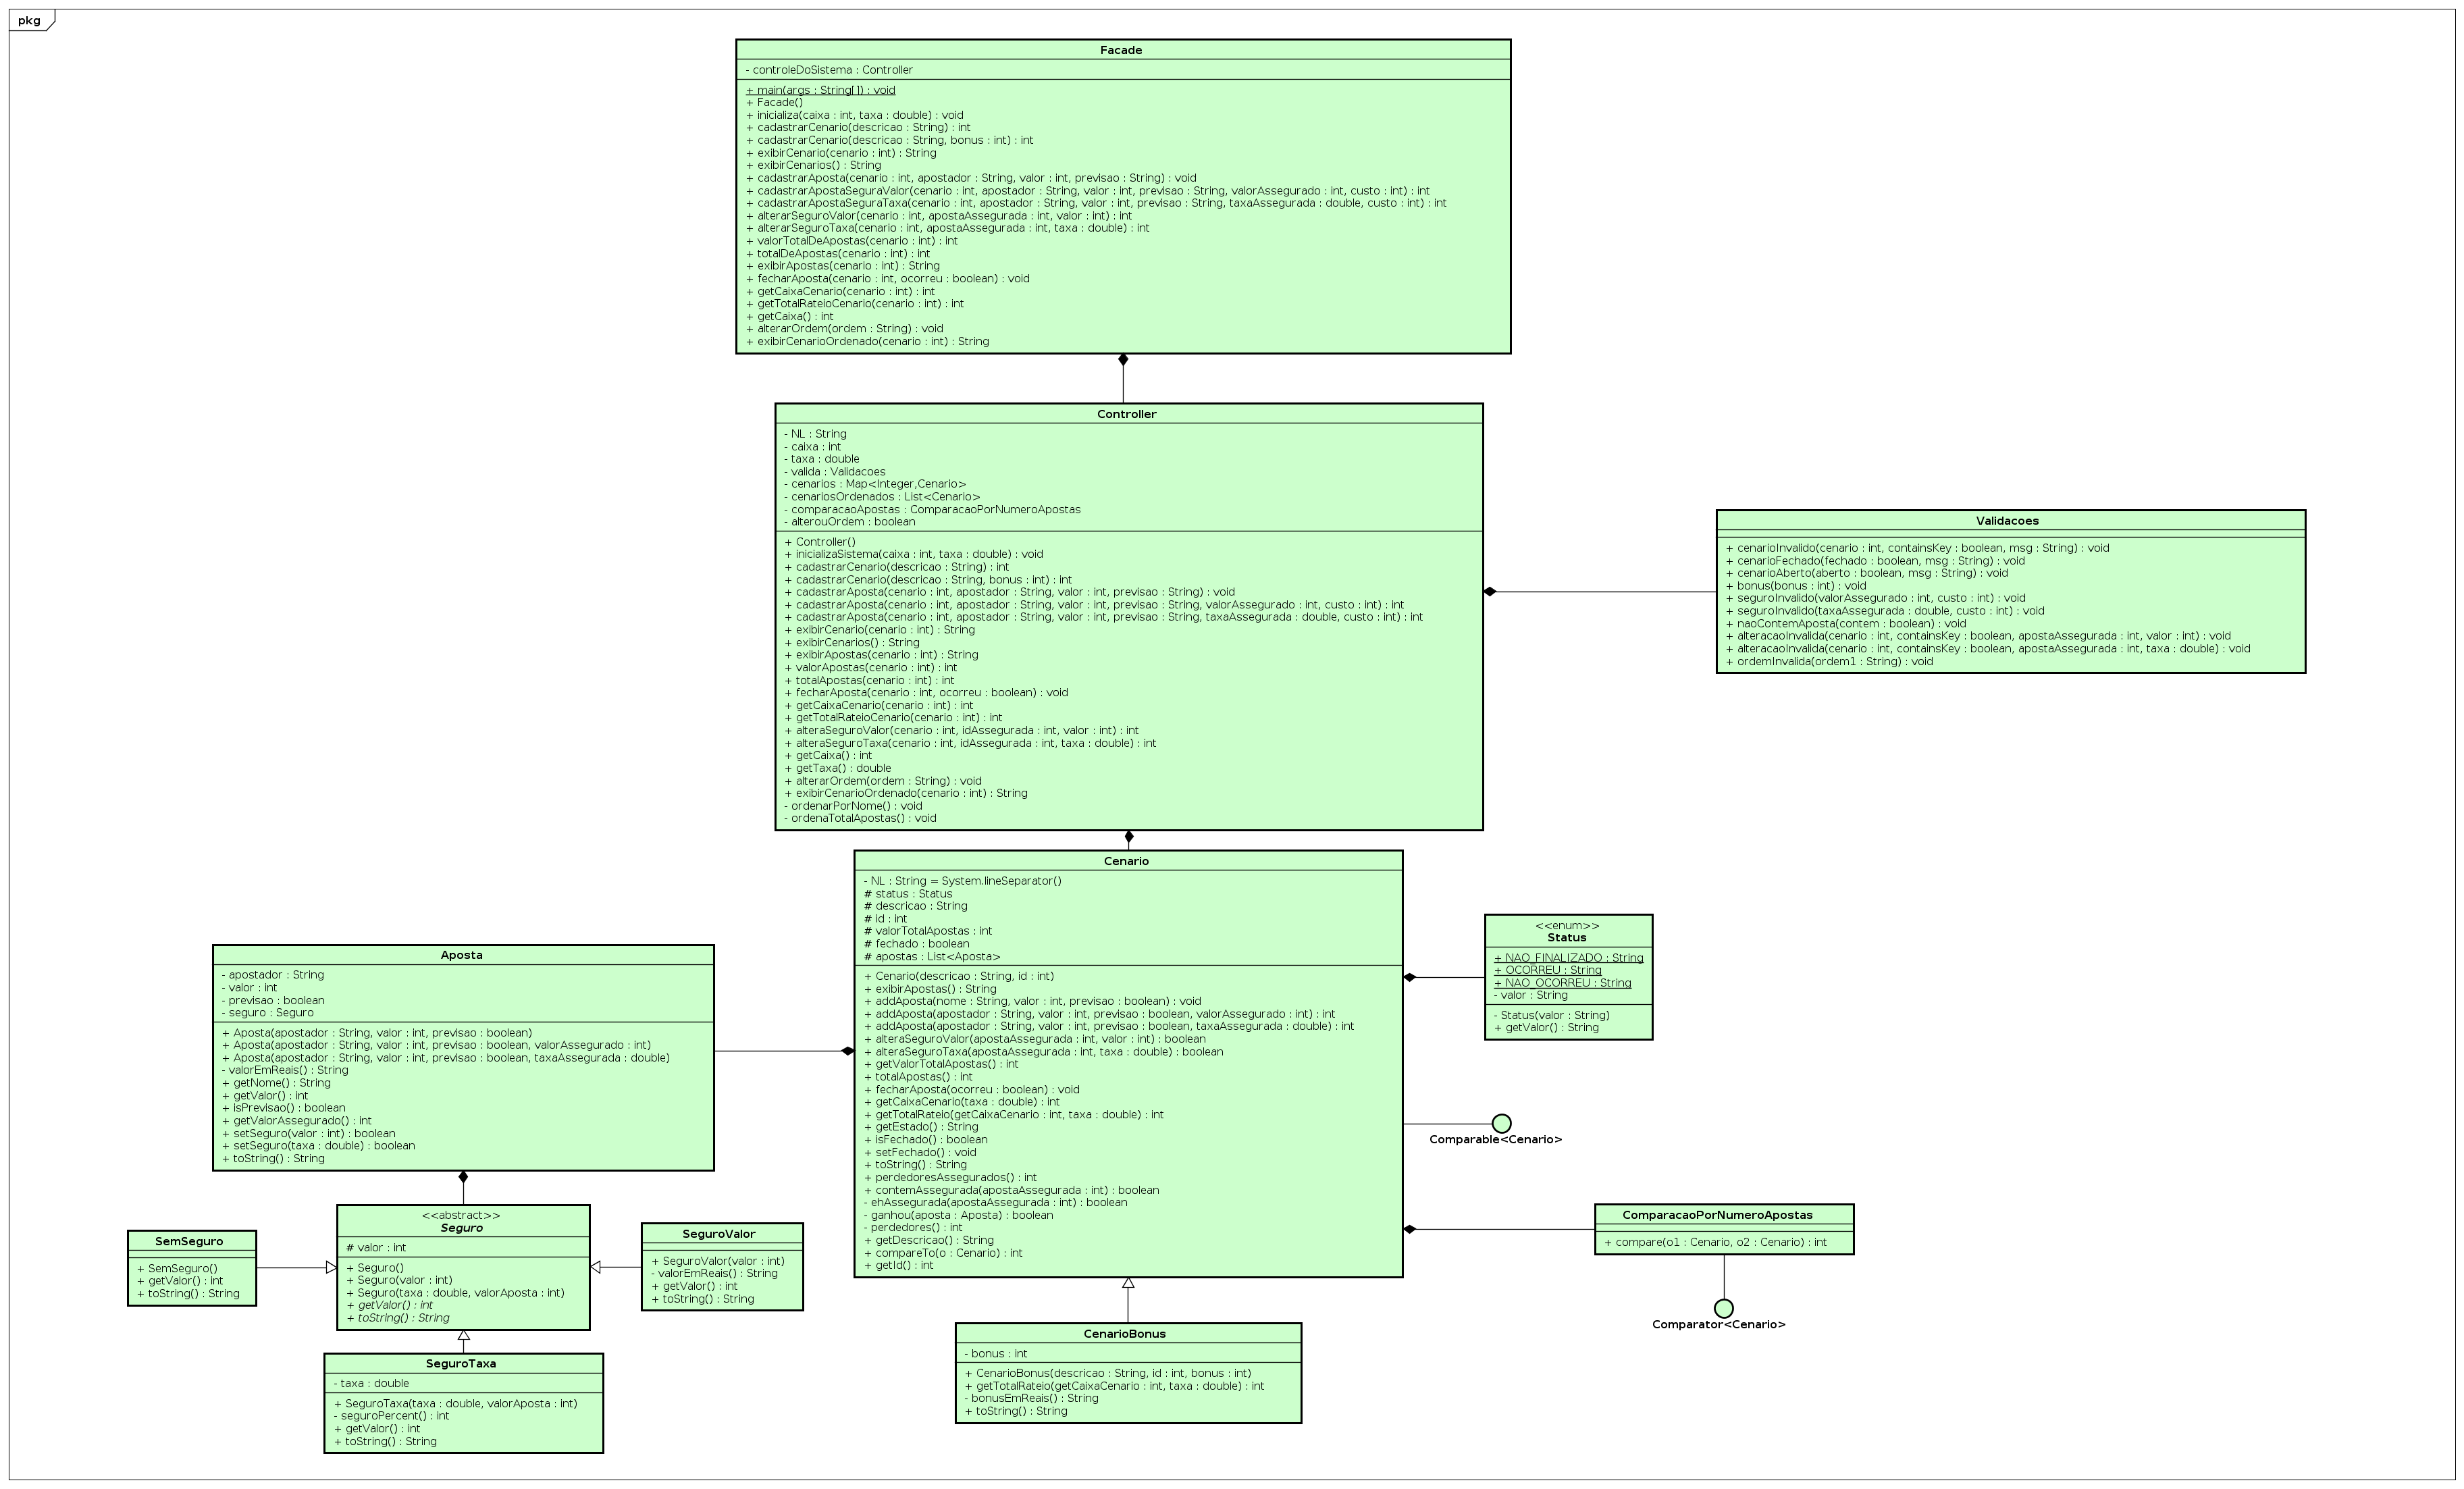 pkg
Facade
- controleDoSistema : Controller
+ main(args : String[]) : void
+ Facade()
+ inicializa(caixa : int, taxa : double) : void
+ cadastrarCenario(descricao : String) : int
+ cadastrarCenario(descricao : String, bonus : int) : int
+ exibirCenario(cenario : int) : String
+ exibirCenarios() : String
+ cadastrarAposta(cenario : int, apostador : String, valor : int, previsao : String) : void
+ cadastrarApostaSeguraValor(cenario : int, apostador : String, valor : int, previsao : String, valorAssegurado : int, custo : int) : int
+ cadastrarApostaSeguraTaxa(cenario : int, apostador : String, valor : int, previsao : String, taxaAssegurada : double, custo : int) : int
+ alterarSeguroValor(cenario : int, apostaAssegurada : int, valor : int) : int
+ alterarSeguroTaxa(cenario : int, apostaAssegurada : int, taxa : double) : int
+ valorTotalDeApostas(cenario : int) : int
+ totalDeApostas(cenario : int) : int
+ exibirApostas(cenario : int) : String
+ fecharAposta(cenario : int, ocorreu : boolean) : void
+ getCaixaCenario(cenario : int) : int
+ getTotalRateioCenario(cenario : int) : int
+ getCaixa() : int
+ alterarOrdem(ordem : String) : void
+ exibirCenarioOrdenado(cenario : int) : String
Controller
- NL : String
- caixa : int
- taxa : double
- valida : Validacoes
- cenarios : Map<Integer,Cenario>
- cenariosOrdenados : List<Cenario>
- comparacaoApostas : ComparacaoPorNumeroApostas
- alterouOrdem : boolean
+ Controller()
+ inicializaSistema(caixa : int, taxa : double) : void
+ cadastrarCenario(descricao : String) : int
+ cadastrarCenario(descricao : String, bonus : int) : int
+ cadastrarAposta(cenario : int, apostador : String, valor : int, previsao : String) : void
+ cadastrarAposta(cenario : int, apostador : String, valor : int, previsao : String, valorAssegurado : int, custo : int) : int
+ cadastrarAposta(cenario : int, apostador : String, valor : int, previsao : String, taxaAssegurada : double, custo : int) : int
+ exibirCenario(cenario : int) : String
+ exibirCenarios() : String
+ exibirApostas(cenario : int) : String
+ valorApostas(cenario : int) : int
+ totalApostas(cenario : int) : int
+ fecharAposta(cenario : int, ocorreu : boolean) : void
+ getCaixaCenario(cenario : int) : int
+ getTotalRateioCenario(cenario : int) : int
+ alteraSeguroValor(cenario : int, idAssegurada : int, valor : int) : int
+ alteraSeguroTaxa(cenario : int, idAssegurada : int, taxa : double) : int
+ getCaixa() : int
+ getTaxa() : double
+ alterarOrdem(ordem : String) : void
+ exibirCenarioOrdenado(cenario : int) : String
- ordenarPorNome() : void
- ordenaTotalApostas() : void
Validacoes
+ cenarioInvalido(cenario : int, containsKey : boolean, msg : String) : void
+ cenarioFechado(fechado : boolean, msg : String) : void
+ cenarioAberto(aberto : boolean, msg : String) : void
+ bonus(bonus : int) : void
+ seguroInvalido(valorAssegurado : int, custo : int) : void
+ seguroInvalido(taxaAssegurada : double, custo : int) : void
+ naoContemAposta(contem : boolean) : void
+ alteracaoInvalida(cenario : int, containsKey : boolean, apostaAssegurada : int, valor : int) : void
+ alteracaoInvalida(cenario : int, containsKey : boolean, apostaAssegurada : int, taxa : double) : void
+ ordemInvalida(ordem1 : String) : void
Cenario
- NL : String = System.lineSeparator()
# status : Status
# descricao : String
# id : int
# valorTotalApostas : int
# fechado : boolean
# apostas : List<Aposta>
+ Cenario(descricao : String, id : int)
+ exibirApostas() : String
+ addAposta(nome : String, valor : int, previsao : boolean) : void
+ addAposta(apostador : String, valor : int, previsao : boolean, valorAssegurado : int) : int
+ addAposta(apostador : String, valor : int, previsao : boolean, taxaAssegurada : double) : int
+ alteraSeguroValor(apostaAssegurada : int, valor : int) : boolean
+ alteraSeguroTaxa(apostaAssegurada : int, taxa : double) : boolean
+ getValorTotalApostas() : int
+ totalApostas() : int
+ fecharAposta(ocorreu : boolean) : void
+ getCaixaCenario(taxa : double) : int
+ getTotalRateio(getCaixaCenario : int, taxa : double) : int
+ getEstado() : String
+ isFechado() : boolean
+ setFechado() : void
+ toString() : String
+ perdedoresAssegurados() : int
+ contemAssegurada(apostaAssegurada : int) : boolean
- ehAssegurada(apostaAssegurada : int) : boolean
- ganhou(aposta : Aposta) : boolean
- perdedores() : int
+ getDescricao() : String
+ compareTo(o : Cenario) : int
+ getId() : int
<<enum>>
Status
+ NAO_FINALIZADO : String
+ OCORREU : String
+ NAO_OCORREU : String
- valor : String
- Status(valor : String)
+ getValor() : String
Aposta
- apostador : String
- valor : int
- previsao : boolean
- seguro : Seguro
+ Aposta(apostador : String, valor : int, previsao : boolean)
+ Aposta(apostador : String, valor : int, previsao : boolean, valorAssegurado : int)
+ Aposta(apostador : String, valor : int, previsao : boolean, taxaAssegurada : double)
- valorEmReais() : String
+ getNome() : String
+ getValor() : int
+ isPrevisao() : boolean
+ getValorAssegurado() : int
+ setSeguro(valor : int) : boolean
+ setSeguro(taxa : double) : boolean
+ toString() : String
Comparable<Cenario>
SemSeguro
+ SemSeguro()
+ getValor() : int
+ toString() : String
<<abstract>>
Seguro
# valor : int
+ Seguro()
+ Seguro(valor : int)
+ Seguro(taxa : double, valorAposta : int)
+ getValor() : int
+ toString() : String
SeguroValor
+ SeguroValor(valor : int)
- valorEmReais() : String
+ getValor() : int
+ toString() : String
ComparacaoPorNumeroApostas
+ compare(o1 : Cenario, o2 : Cenario) : int
Comparator<Cenario>
SeguroTaxa
- taxa : double
+ SeguroTaxa(taxa : double, valorAposta : int)
- seguroPercent() : int
+ getValor() : int
+ toString() : String
CenarioBonus
- bonus : int
+ CenarioBonus(descricao : String, id : int, bonus : int)
+ getTotalRateio(getCaixaCenario : int, taxa : double) : int
- bonusEmReais() : String
+ toString() : String